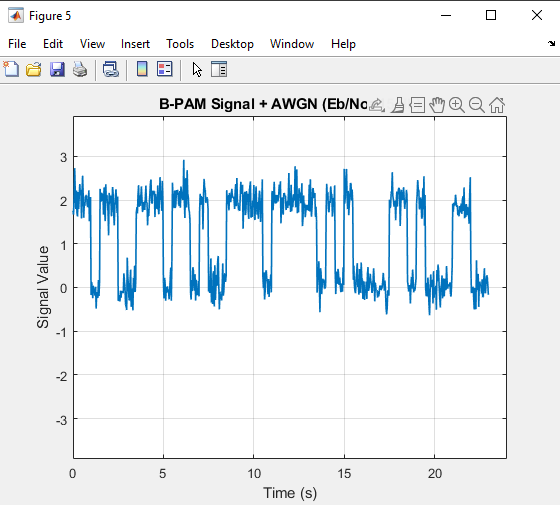 Figure 5
File Edit View Insert Tools Desktop Window Help
B-PAM Signal + AWGN (Eb/No
3
2
1
0
-1
-2
-3
Signal Value
0 5 10 15 20
Time (s)